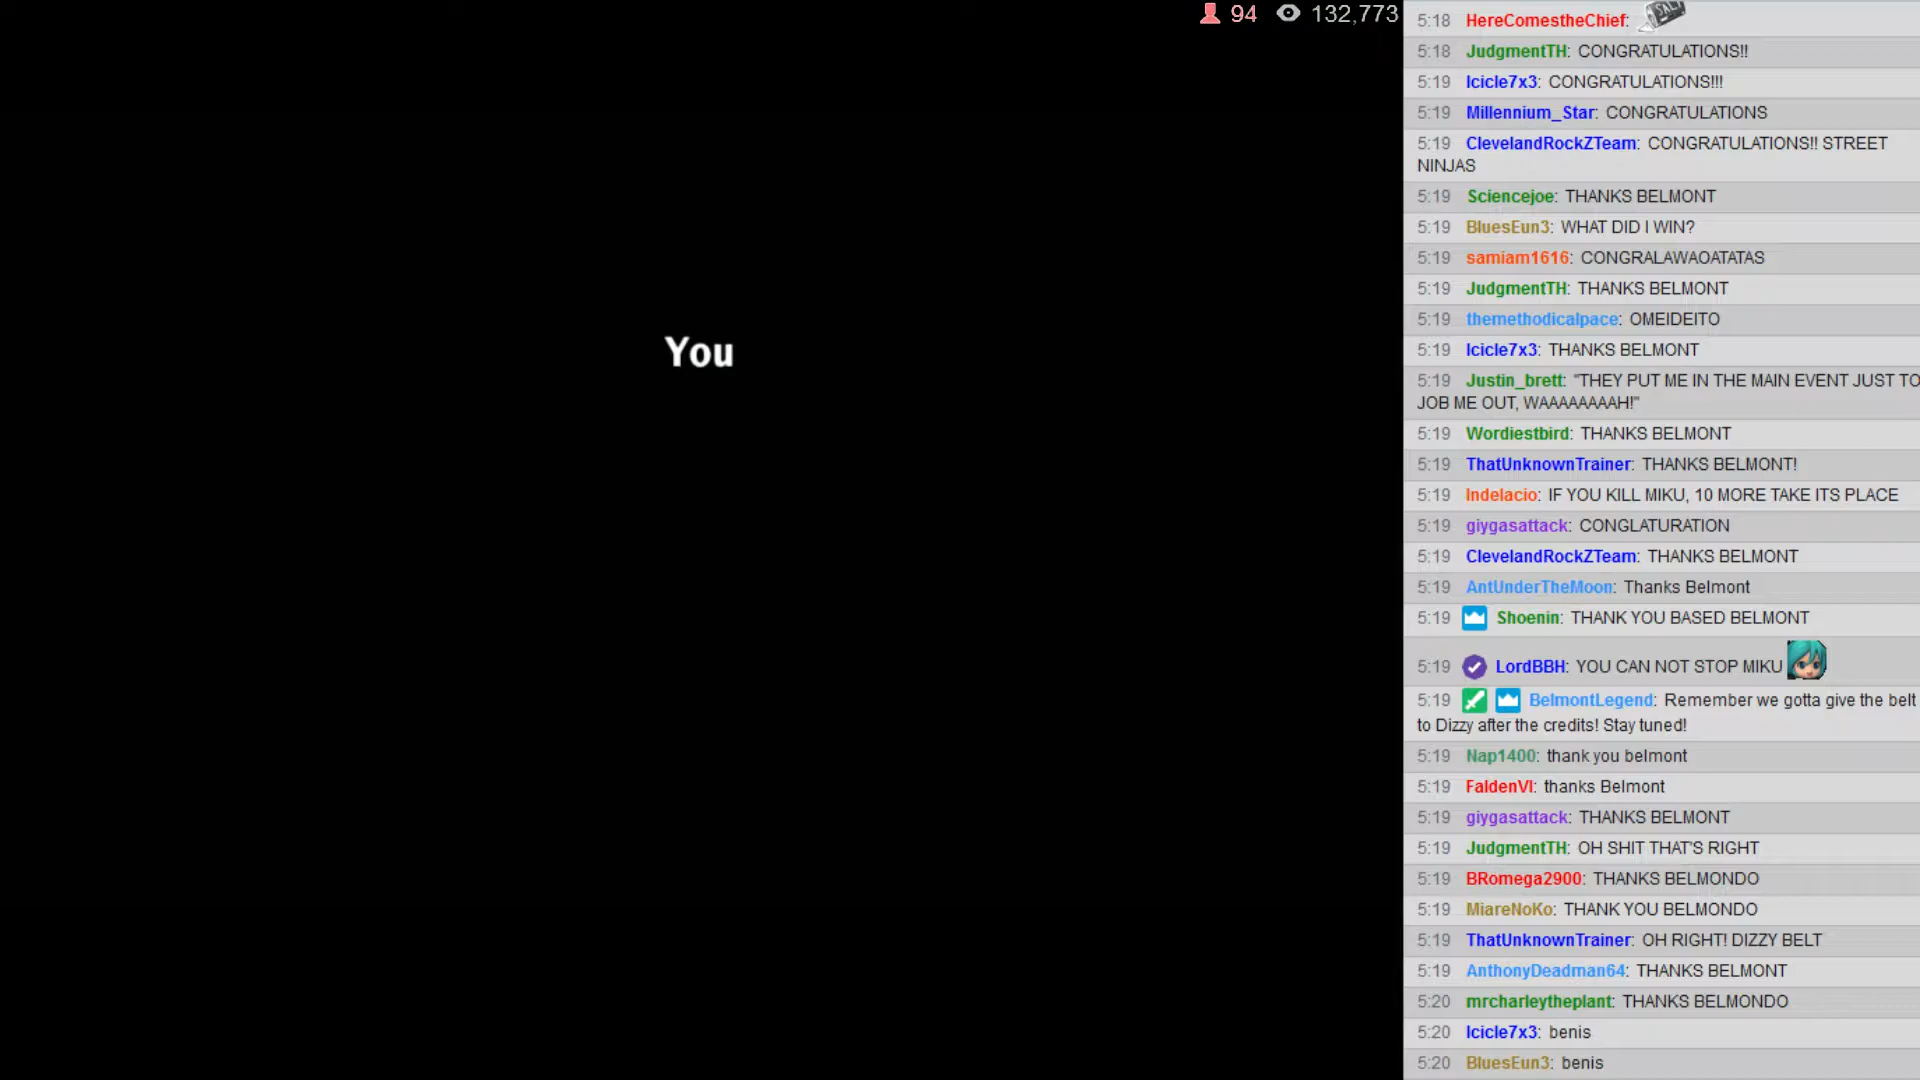 94 132,773
You
5:18 HereComestheChief:
5:18 JudgmentTH: CONGRATULATIONS!!
5:19 Icicle7x3: CONGRATULATIONS!!!
5:19 Millennium_Star: CONGRATULATIONS
5:19 ClevelandRockZTeam: CONGRATULATIONS!! STREET
NINJAS
5:19 Sciencejoe: THANKS BELMONT
5:19 BluesEun3: WHAT DID I WIN?
5:19 samiam1616: CONGRALAWAOATATAS
5:19 JudgmentTH: THANKS BELMONT
5:19 themethodicalpace: OMEIDEITO
5:19 Icicle7x3: THANKS BELMONT
5:19 Justin_brett: "THEY PUT ME IN THE MAIN EVENT JUST TO
JOB ME OUT, WAAAAAAAAH!"
5:19 Wordiestbird: THANKS BELMONT
5:19 ThatUnknownTrainer: THANKS BELMONT!
5:19 Indelacio: IF YOU KILL MIKU, 10 MORE TAKE ITS PLACE
5:19 giygasattack: CONGLATURATION
5:19 ClevelandRockZTeam: THANKS BELMONT
5:19 AntUnderTheMoon: Thanks Belmont
5:19 Shoenin: THANK YOU BASED BELMONT
5:19 LordBBH: YOU CAN NOT STOP MIKU
5:19 BelmontLegend: Remember we gotta give the belt
to Dizzy after the credits! Stay tuned!
5:19 Nap1400: thank you belmont
5:19 FaldenVI: thanks Belmont
5:19 giygasattack: THANKS BELMONT
5:19 JudgmentTH: OH SHIT THAT'S RIGHT
5:19 BRomega2900: THANKS BELMONDO
5:19 MiareNoKo: THANK YOU BELMONDO
5:19 ThatUnknownTrainer: OH RIGHT! DIZZY BELT
5:19 AnthonyDeadman64: THANKS BELMONT
5:20 mrcharleytheplant: THANKS BELMONDO
5:20 Icicle7x3: benis
5:20 BluesEun3: benis